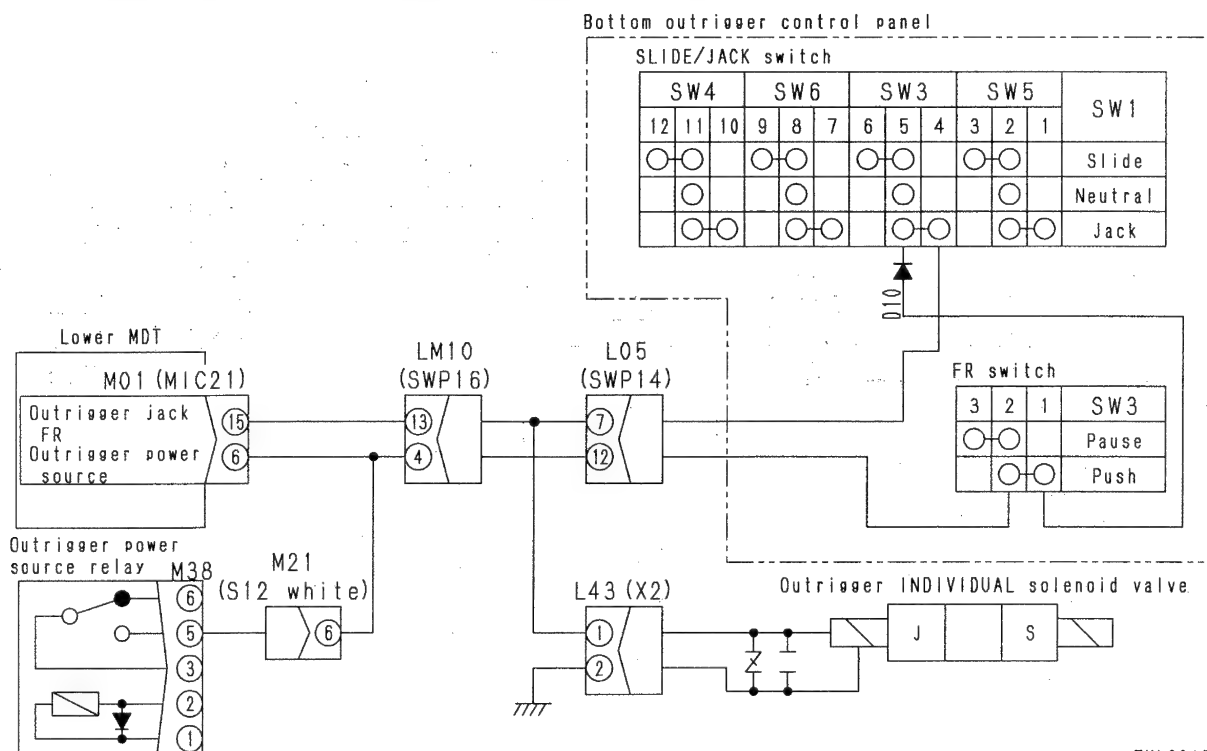 Bottom outrigger control panel
SLIDE/JACK switch
SW4 SW6 SW3 SW5 SW1
12 11 10 9 8 7 6 5 4 3 2 1
Slide
Neutral
Jack
D10
Lower MDT
M01 (MIC21)
LM10
(SWP16)
L05
(SWP14)
FR switch
3 2 1 SW3
Pause
Push
Outrigger jack
FR
Outrigger power
source
15
6
13
4
7
12
Outrigger power
source relay
M38
6
5
3
2
1
M21
(S12 white)
6
L43 (X2)
1
2
Outrigger INDIVIDUAL solenoid valve
J S